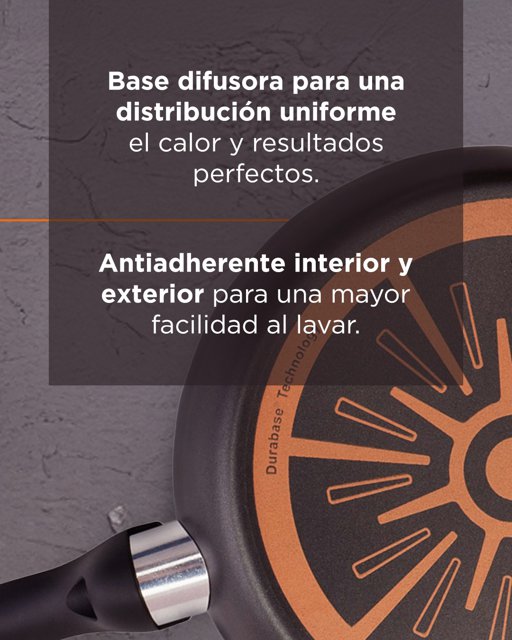 Base difusora para una
distribución uniforme
el calor y resultados
perfectos.
Antiadherente interior y
exterior para una mayor
facilidad al lavar.
Durabase Technology